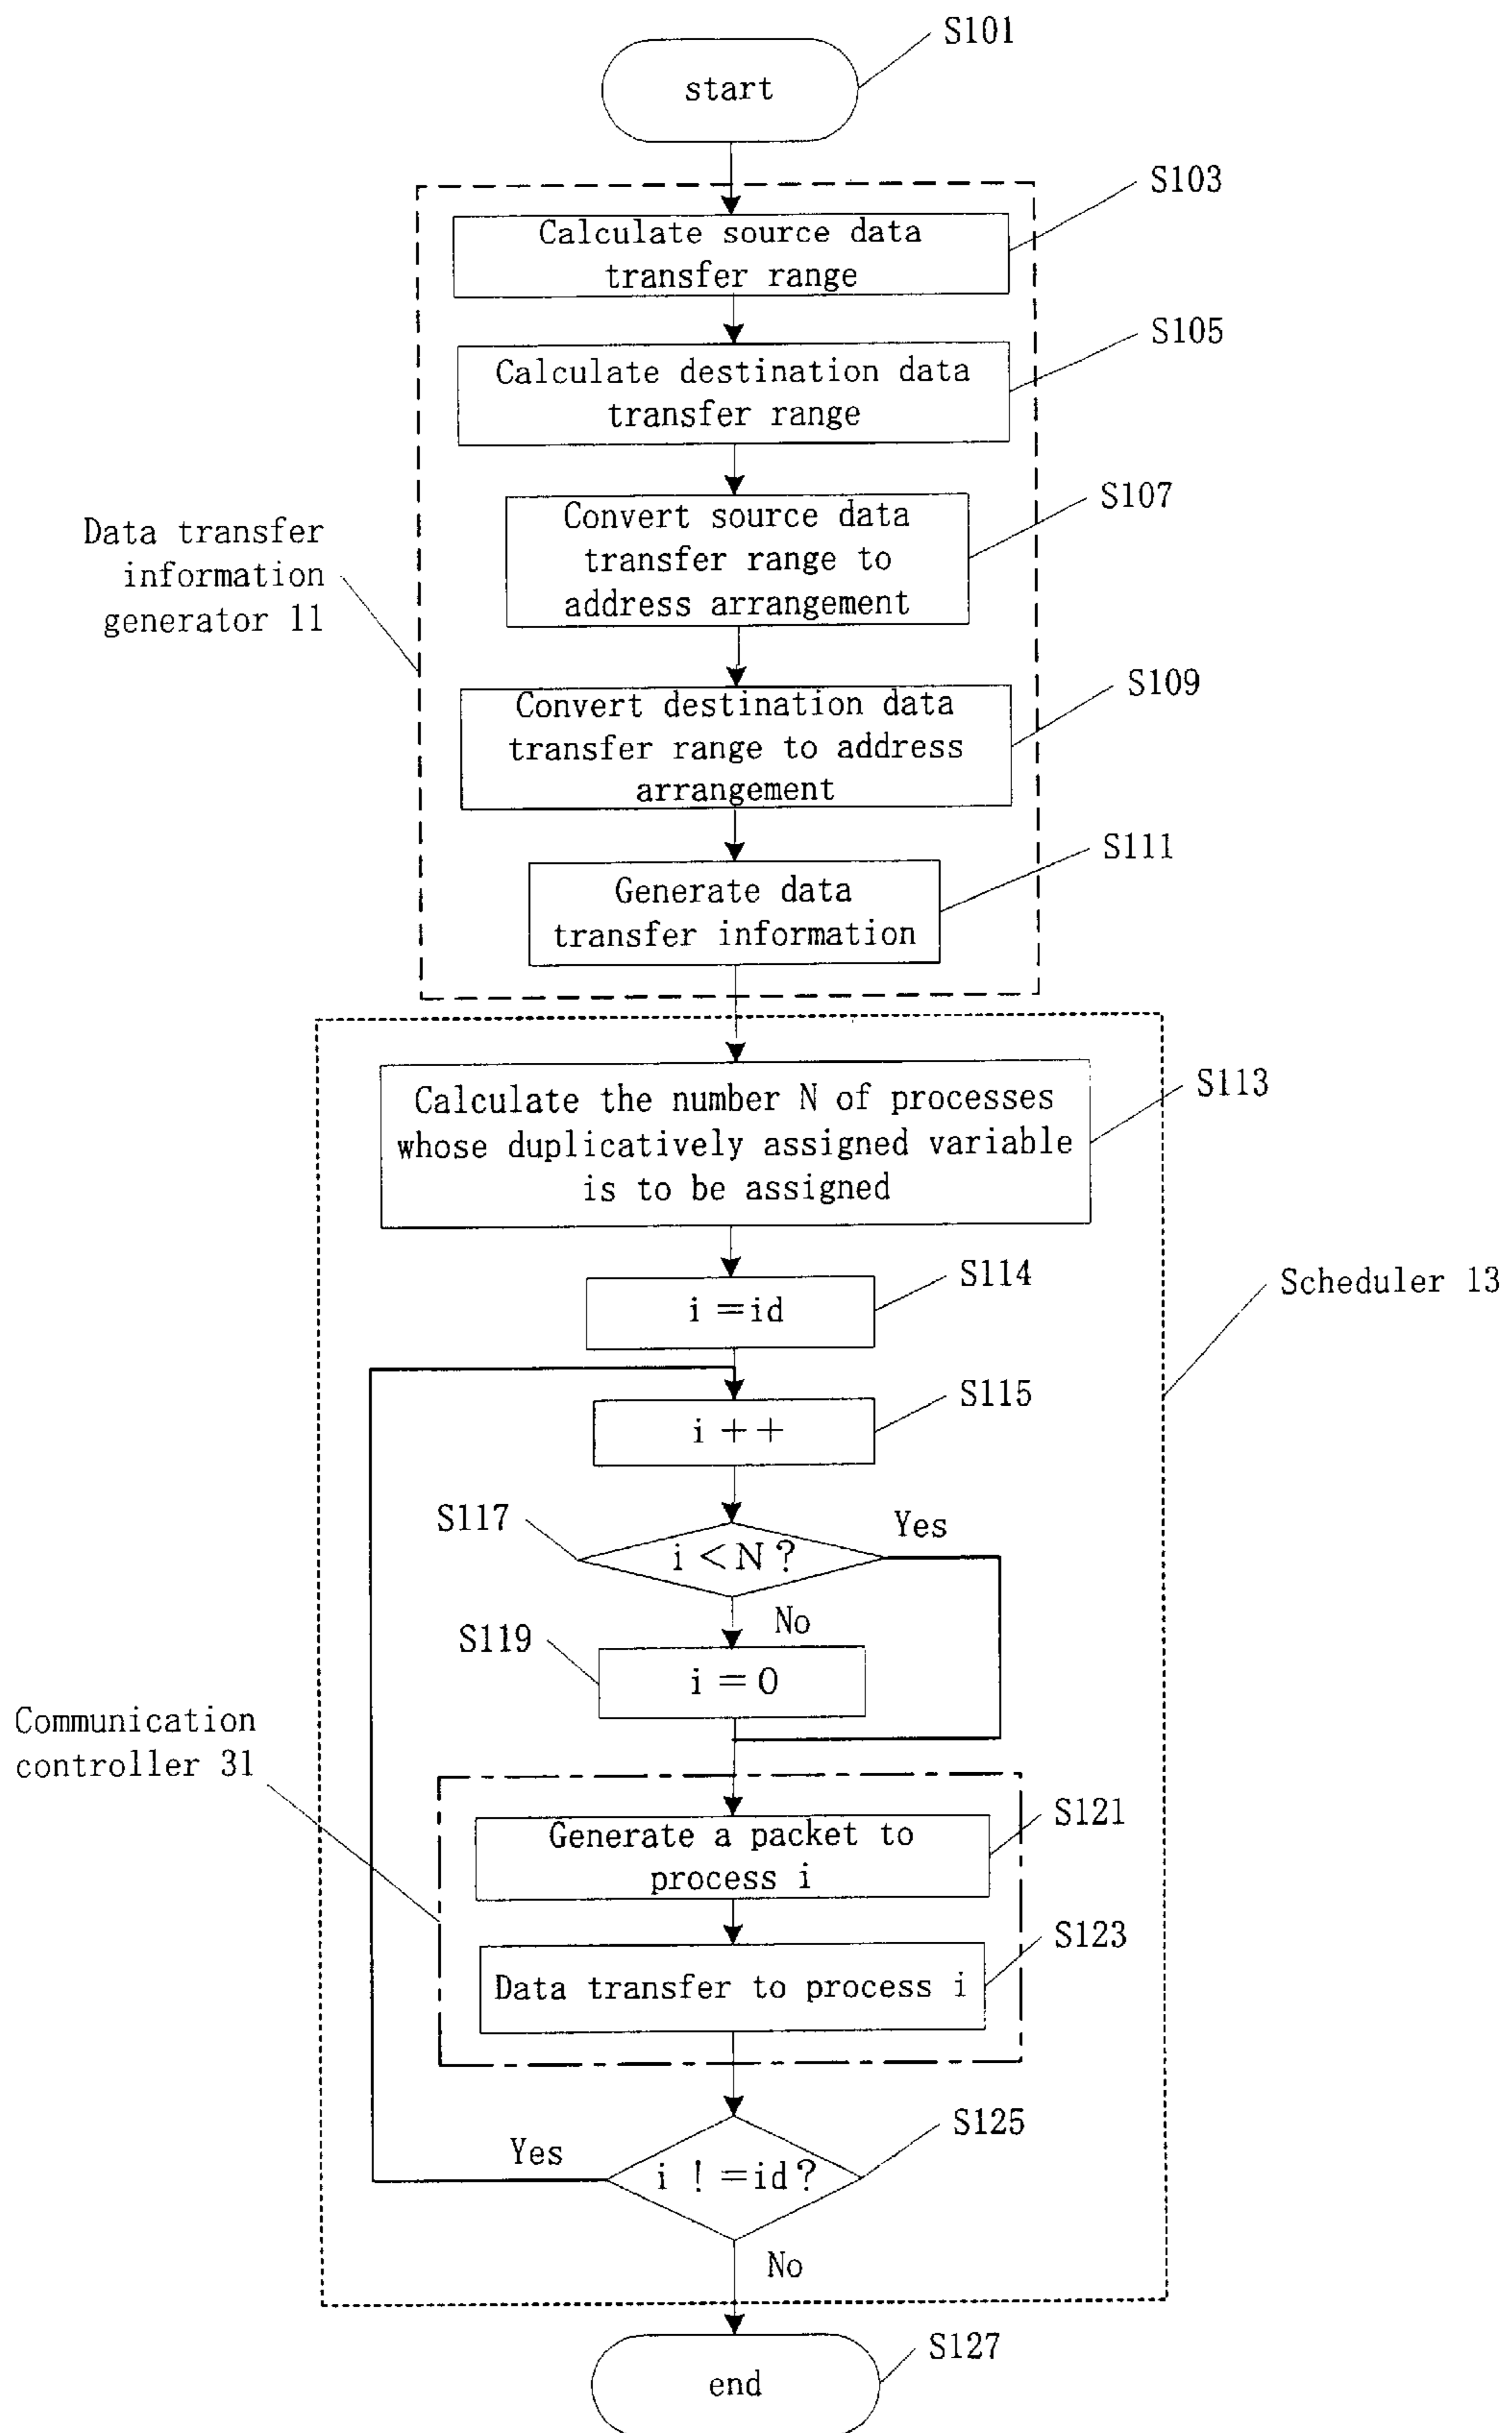 S101
start
S103
Calculate source data
transfer range
S105
Calculate destination data
transfer range
S107
Convert source data
transfer range to
address arrangement
Data transfer
information
generator 11
S109
Convert destination data
transfer range to address
arrangement
S111
Generate data
transfer information
S113
Calculate the number N of processes
whose duplicatively assigned variable
is to be assigned
S114
i =id
Scheduler 13
S115
i ++
S117
i <N ?
Yes
No
S119
i =0
Communication
controller 31
S121
Generate a packet to
process i
S123
Data transfer to process i
S125
i ! =id ?
Yes
No
S127
end